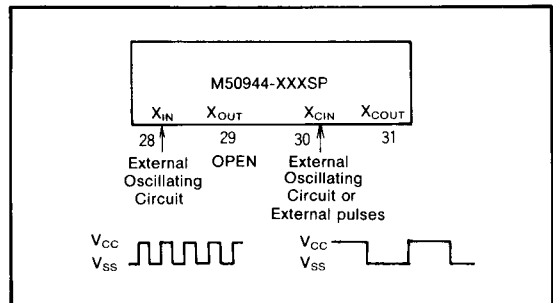 M50944-XXXSP
XIN XOUT XCIN XCOUT
28 29 30 31
External OPEN External
Oscillating Oscillating
Circuit Circuit or
External pulses
VCC VCC
VSS VSS